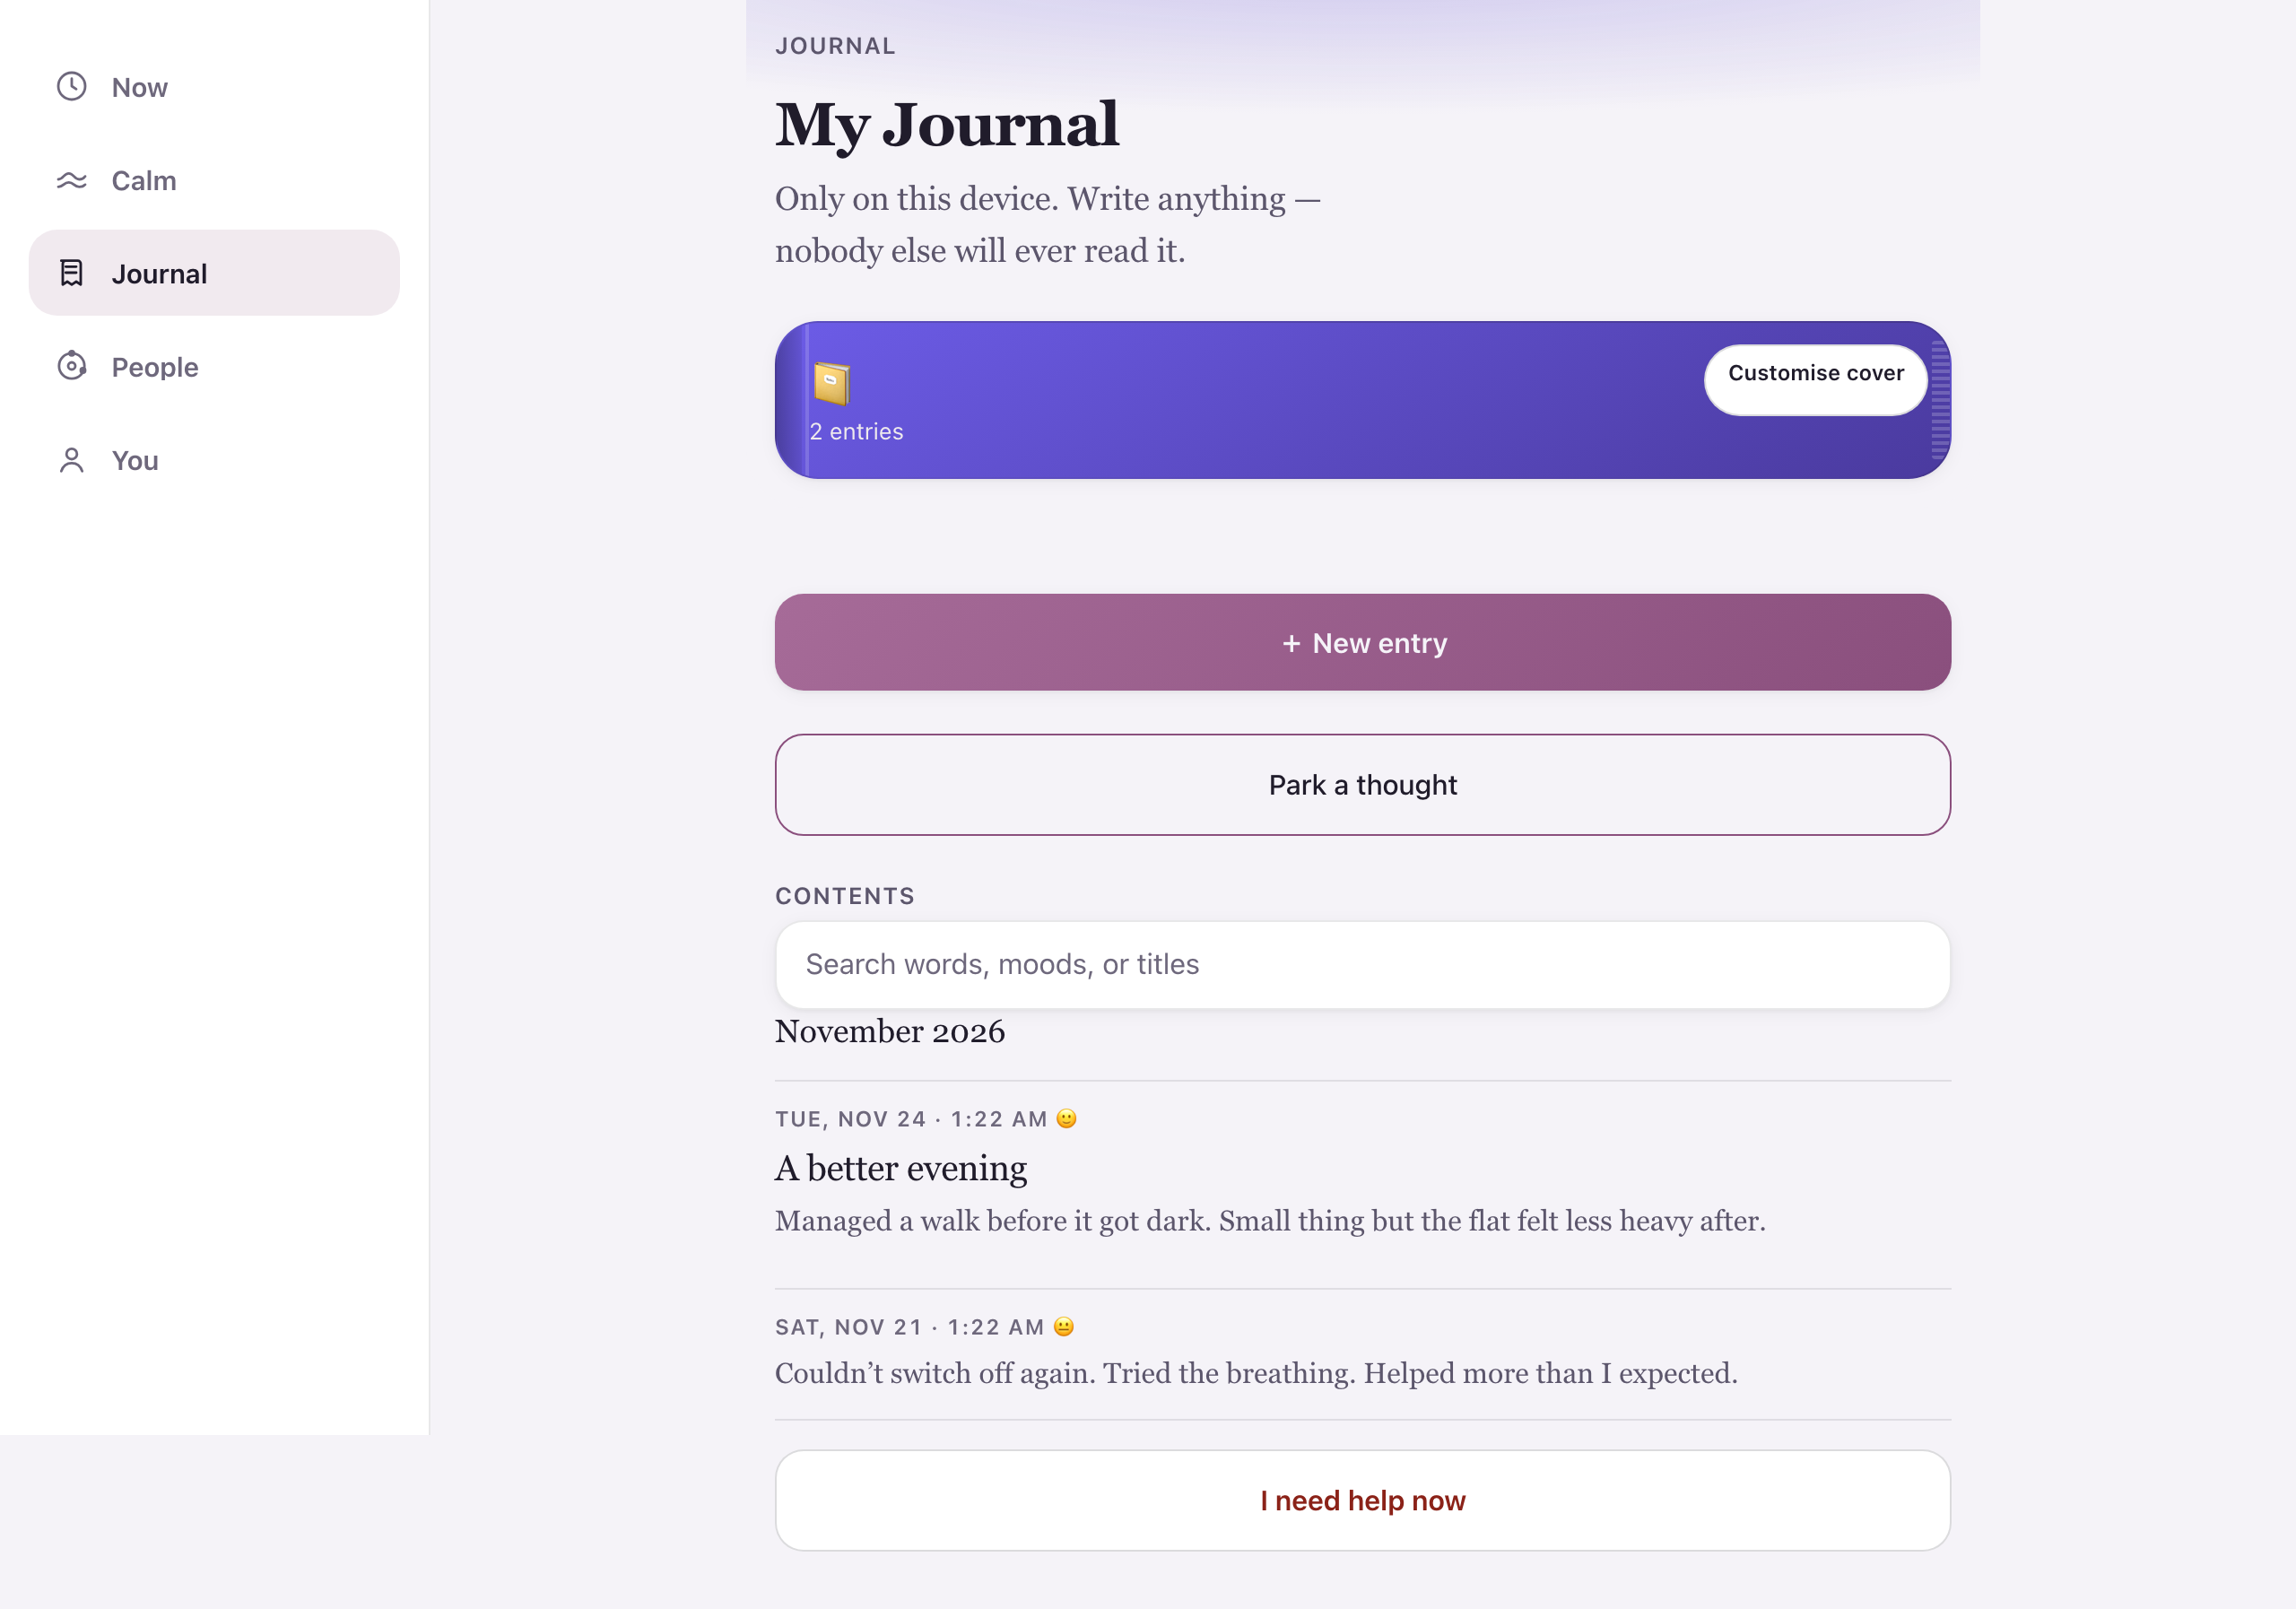 Now
Calm
Journal
People
You
JOURNAL
My Journal
Only on this device. Write anything —
nobody else will ever read it.
Customise cover
2 entries
+ New entry
Park a thought
CONTENTS
Search words, moods, or titles
November 2026
TUE, NOV 24 · 1:22 AM 🙂
A better evening
Managed a walk before it got dark. Small thing but the flat felt less heavy after.
SAT, NOV 21 · 1:22 AM 😐
Couldn’t switch off again. Tried the breathing. Helped more than I expected.
I need help now